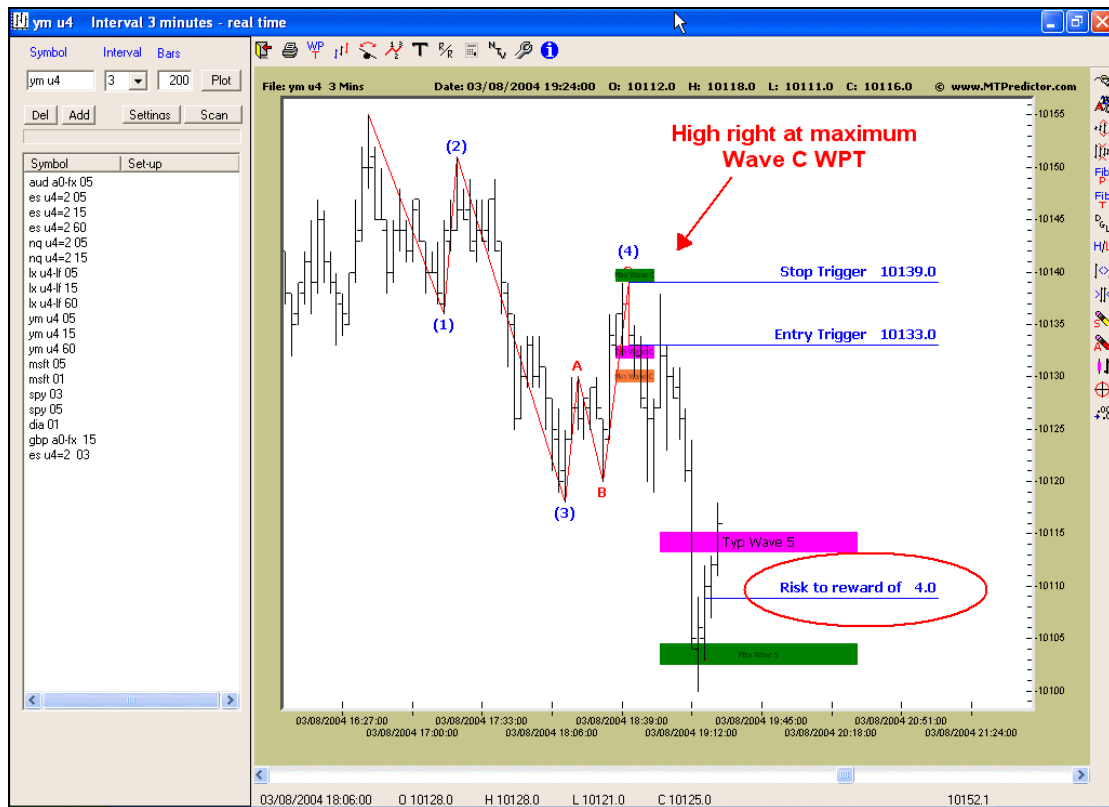 ym u4 Interval 3 minutes - real time
Symbol Interval Bars
ym u4 3 200 Plot
Del Add Settings Scan
Symbol Set-up
aud a0-fx 05
es u4=2 05
es u4=2 15
es u4=2 60
nq u4=2 05
nq u4=2 15
lx u4-lf 05
lx u4-lf 15
lx u4-lf 60
ym u4 05
ym u4 15
ym u4 60
msft 05
msft 01
spy 03
spy 05
dia 01
gbp a0-fx 15
es u4=2 03
WP T T R/R
File: ym u4 3 Mins Date: 03/08/2004 19:24:00 O: 10112.0 H: 10118.0 L: 10111.0 C: 10116.0 © www.MTPredictor.com
High right at maximum
Wave C WPT
(2)
(4)
Max Wave C
Stop Trigger 10139.0
(1)
Entry Trigger 10133.0
Typ Wave C
A
Min Wave C
B
(3)
Typ Wave 5
Risk to reward of 4.0
Max Wave 5
10155
10150
10145
10140
10135
10130
10125
10120
10115
10110
10105
10100
Fib P
Fib T
DGL
H/L
03/08/2004 16:27:00 03/08/2004 17:33:00 03/08/2004 18:39:00 03/08/2004 19:45:00 03/08/2004 20:51:00
03/08/2004 17:00:00 03/08/2004 18:06:00 03/08/2004 19:12:00 03/08/2004 20:18:00 03/08/2004 21:24:00
03/08/2004 18:06:00 O 10128.0 H 10128.0 L 10121.0 C 10125.0 10152.1